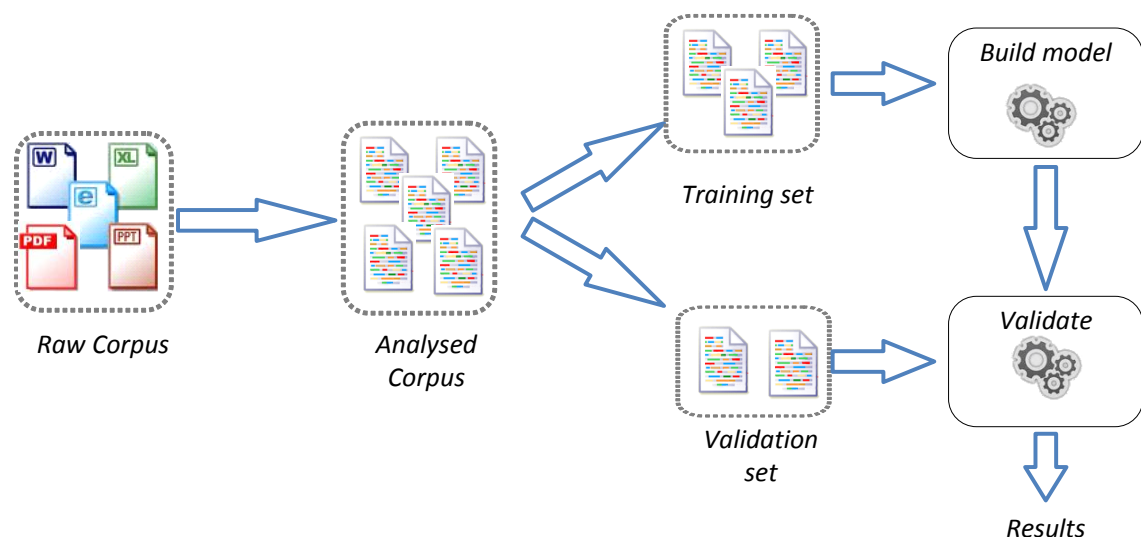 Build model
W
XL
e
PDF
PPT
Training set
Raw Corpus
Analysed
Corpus
Validate
Validation
set
Results